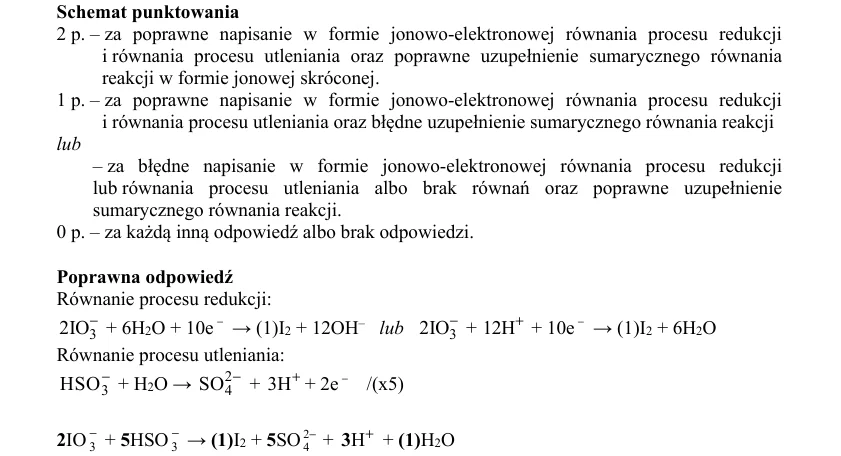 Schemat punktowania
2 p. – za poprawne napisanie w formie jonowo-elektronowej równania procesu redukcji
i równania procesu utleniania oraz poprawne uzupełnienie sumarycznego równania
reakcji w formie jonowej skróconej.
1 p. – za poprawne napisanie w formie jonowo-elektronowej równania procesu redukcji
i równania procesu utleniania oraz błędne uzupełnienie sumarycznego równania reakcji
lub
– za błędne napisanie w formie jonowo-elektronowej równania procesu redukcji
lub równania procesu utleniania albo brak równań oraz poprawne uzupełnienie
sumarycznego równania reakcji.
0 p. – za każdą inną odpowiedź albo brak odpowiedzi.
Poprawna odpowiedź
Równanie procesu redukcji:
2IO₃⁻ + 6H₂O + 10e⁻ → (1)I₂ + 12OH⁻ lub 2IO₃⁻ + 12H⁺ + 10e⁻ → (1)I₂ + 6H₂O
Równanie procesu utleniania:
HSO₃⁻ + H₂O → SO₄²⁻ + 3H⁺ + 2e⁻ /(x5)
2IO₃⁻ + 5HSO₃⁻ → (1)I₂ + 5SO₄²⁻ + 3H⁺ + (1)H₂O